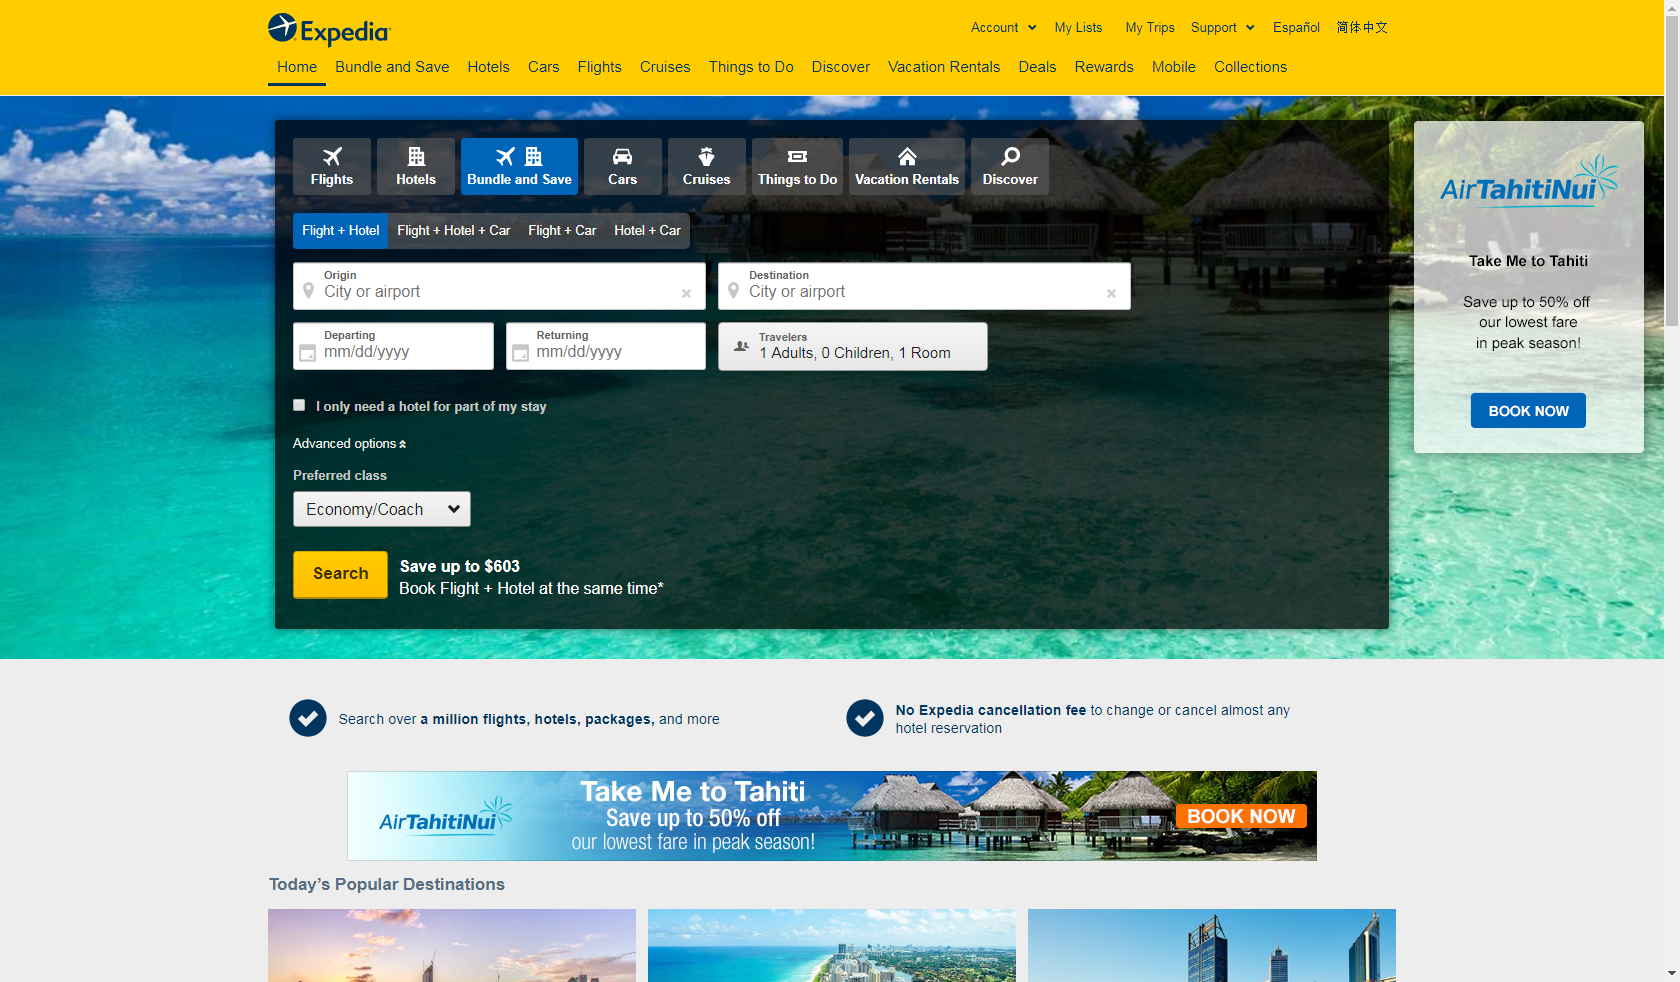 Expedia
Account
My Lists
My Trips
Support
Español
简体中文
Home
Bundle and Save
Hotels
Cars
Flights
Cruises
Things to Do
Discover
Vacation Rentals
Deals
Rewards
Mobile
Collections
Flights
Hotels
Bundle and Save
Cars
Cruises
Things to Do
Vacation Rentals
Discover
Flight + Hotel
Flight + Hotel + Car
Flight + Car
Hotel + Car
Origin
City or airport
Destination
City or airport
Departing
mm/dd/yyyy
Returning
mm/dd/yyyy
Travelers
1 Adults, 0 Children, 1 Room
I only need a hotel for part of my stay
Advanced options
Preferred class
Economy/Coach
Search
Save up to $603
Book Flight + Hotel at the same time*
AirTahitiNui
Take Me to Tahiti
Save up to 50% off
our lowest fare
in peak season!
BOOK NOW
Search over a million flights, hotels, packages, and more
No Expedia cancellation fee to change or cancel almost any
hotel reservation
AirTahitiNui
Take Me to Tahiti
Save up to 50% off
our lowest fare in peak season!
BOOK NOW
Today's Popular Destinations